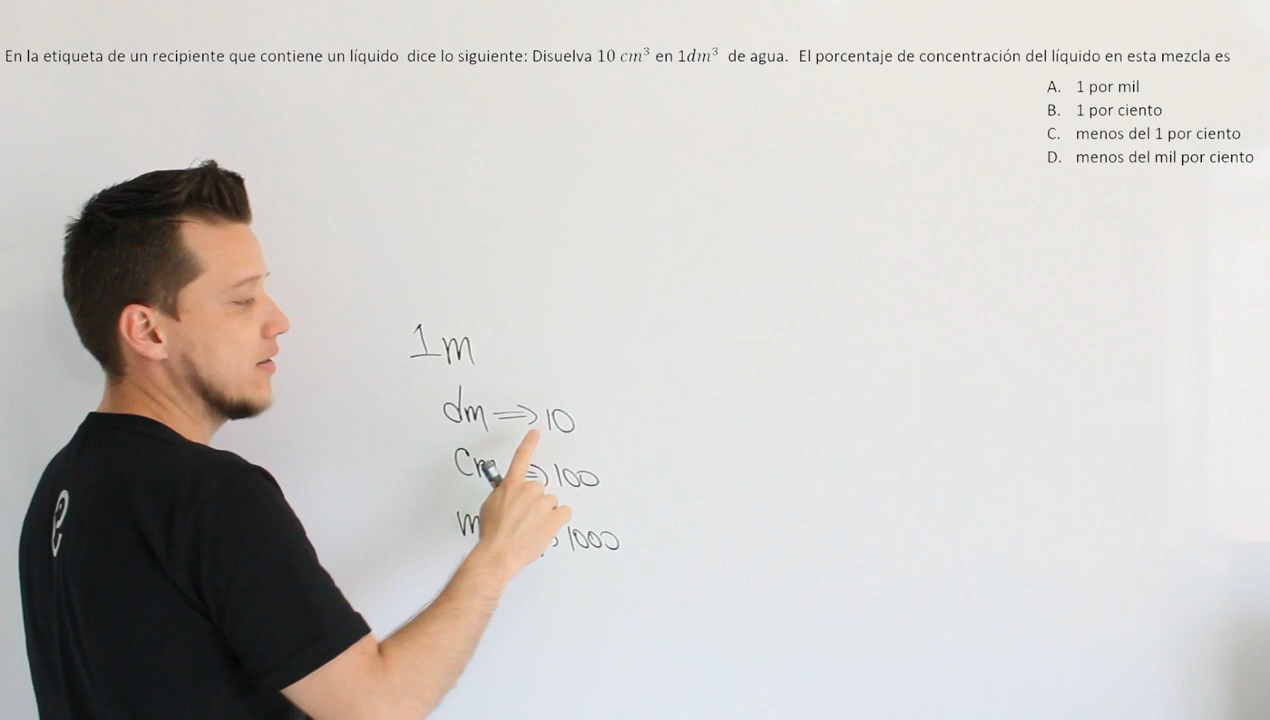 En la etiqueta de un recipiente que contiene un líquido dice lo siguiente: Disuelva 10 cm³ en 1dm³ de agua. El porcentaje de concentración del líquido en esta mezcla es
A. 1 por mil
B. 1 por ciento
C. menos del 1 por ciento
D. menos del mil por ciento
1m
dm ⇒ 10
⇒ 100
1000